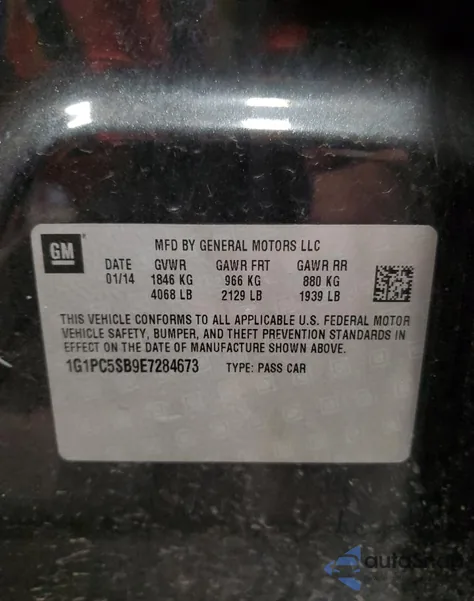 GM
MFD BY GENERAL MOTORS LLC
DATE GVWR GAWR FRT GAWR RR
01/14 1846 KG 966 KG 880 KG
4068 LB 2129 LB 1939 LB
THIS VEHICLE CONFORMS TO ALL APPLICABLE U.S. FEDERAL MOTOR
VEHICLE SAFETY, BUMPER, AND THEFT PREVENTION STANDARDS IN
EFFECT ON THE DATE OF MANUFACTURE SHOWN ABOVE.
1G1PC5SB9E7284673 TYPE: PASS CAR
autoSnap